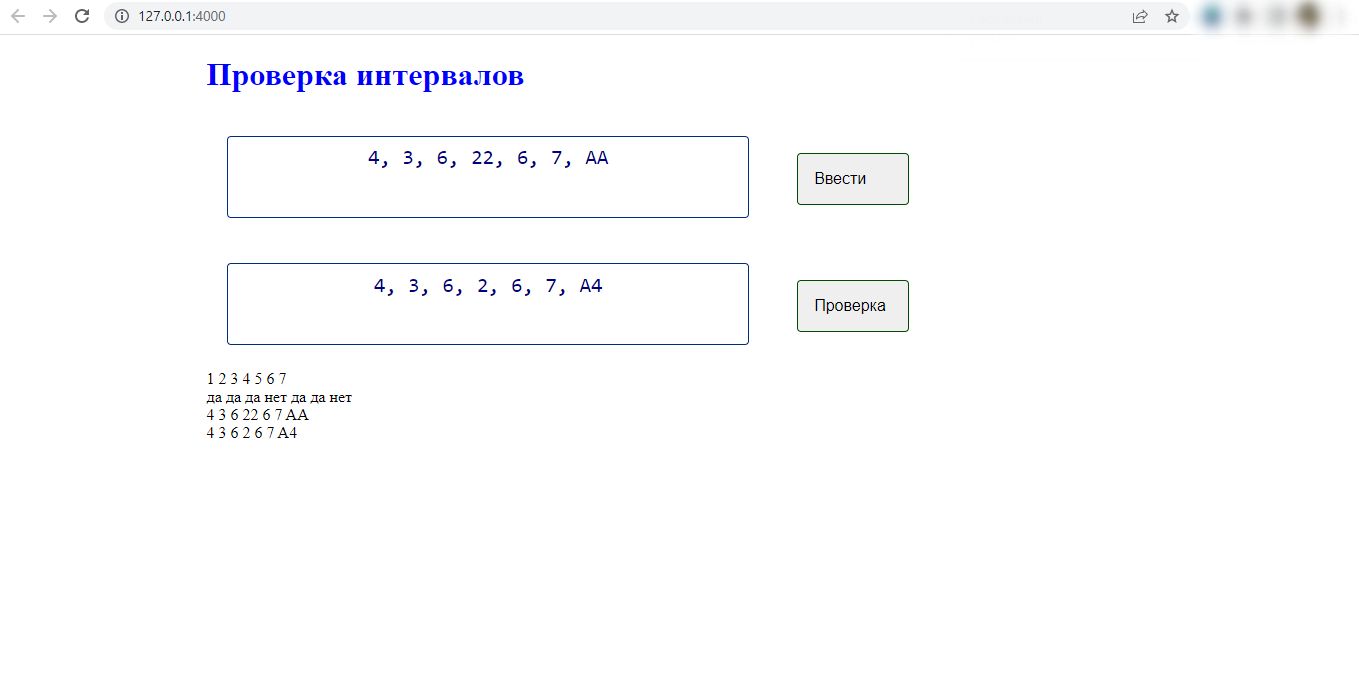 127.0.0.1:4000
Проверка интервалов
4, 3, 6, 22, 6, 7, AA
Ввести
4, 3, 6, 2, 6, 7, A4
Проверка
1 2 3 4 5 6 7
да да да нет да да нет
4 3 6 22 6 7 AA
4 3 6 2 6 7 A4